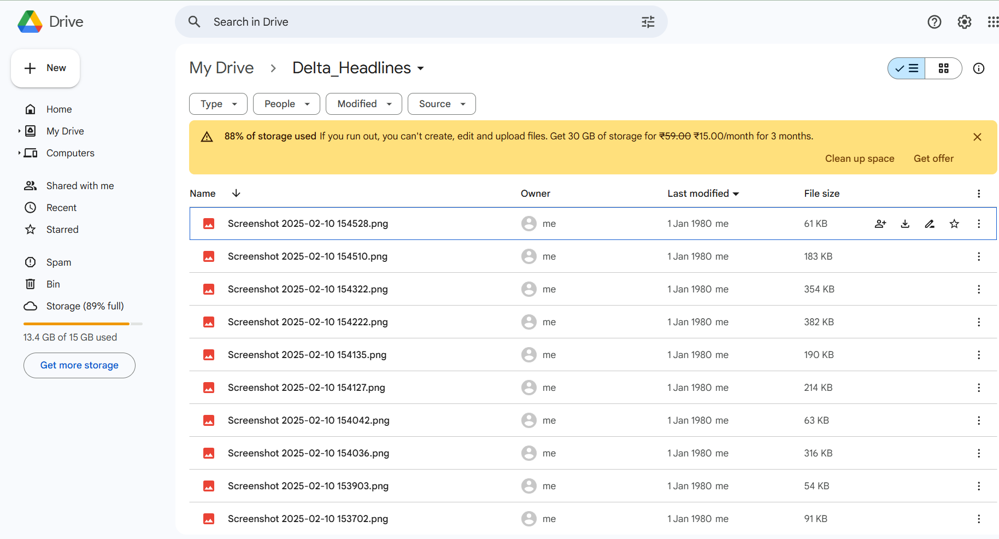 Drive
Search in Drive
New
Home
My Drive
Computers
Shared with me
Recent
Starred
Spam
Bin
Storage (89% full)
13.4 GB of 15 GB used
Get more storage
My Drive > Delta_Headlines
Type People Modified Source
88% of storage used If you run out, you can't create, edit and upload files. Get 30 GB of storage for ₹59.00 ₹15.00/month for 3 months.
Clean up space Get offer
Name Owner Last modified File size
Screenshot 2025-02-10 154528.png me 1 Jan 1980 me 61 KB
Screenshot 2025-02-10 154510.png me 1 Jan 1980 me 183 KB
Screenshot 2025-02-10 154322.png me 1 Jan 1980 me 354 KB
Screenshot 2025-02-10 154222.png me 1 Jan 1980 me 382 KB
Screenshot 2025-02-10 154135.png me 1 Jan 1980 me 190 KB
Screenshot 2025-02-10 154127.png me 1 Jan 1980 me 214 KB
Screenshot 2025-02-10 154042.png me 1 Jan 1980 me 63 KB
Screenshot 2025-02-10 154036.png me 1 Jan 1980 me 316 KB
Screenshot 2025-02-10 153903.png me 1 Jan 1980 me 54 KB
Screenshot 2025-02-10 153702.png me 1 Jan 1980 me 91 KB